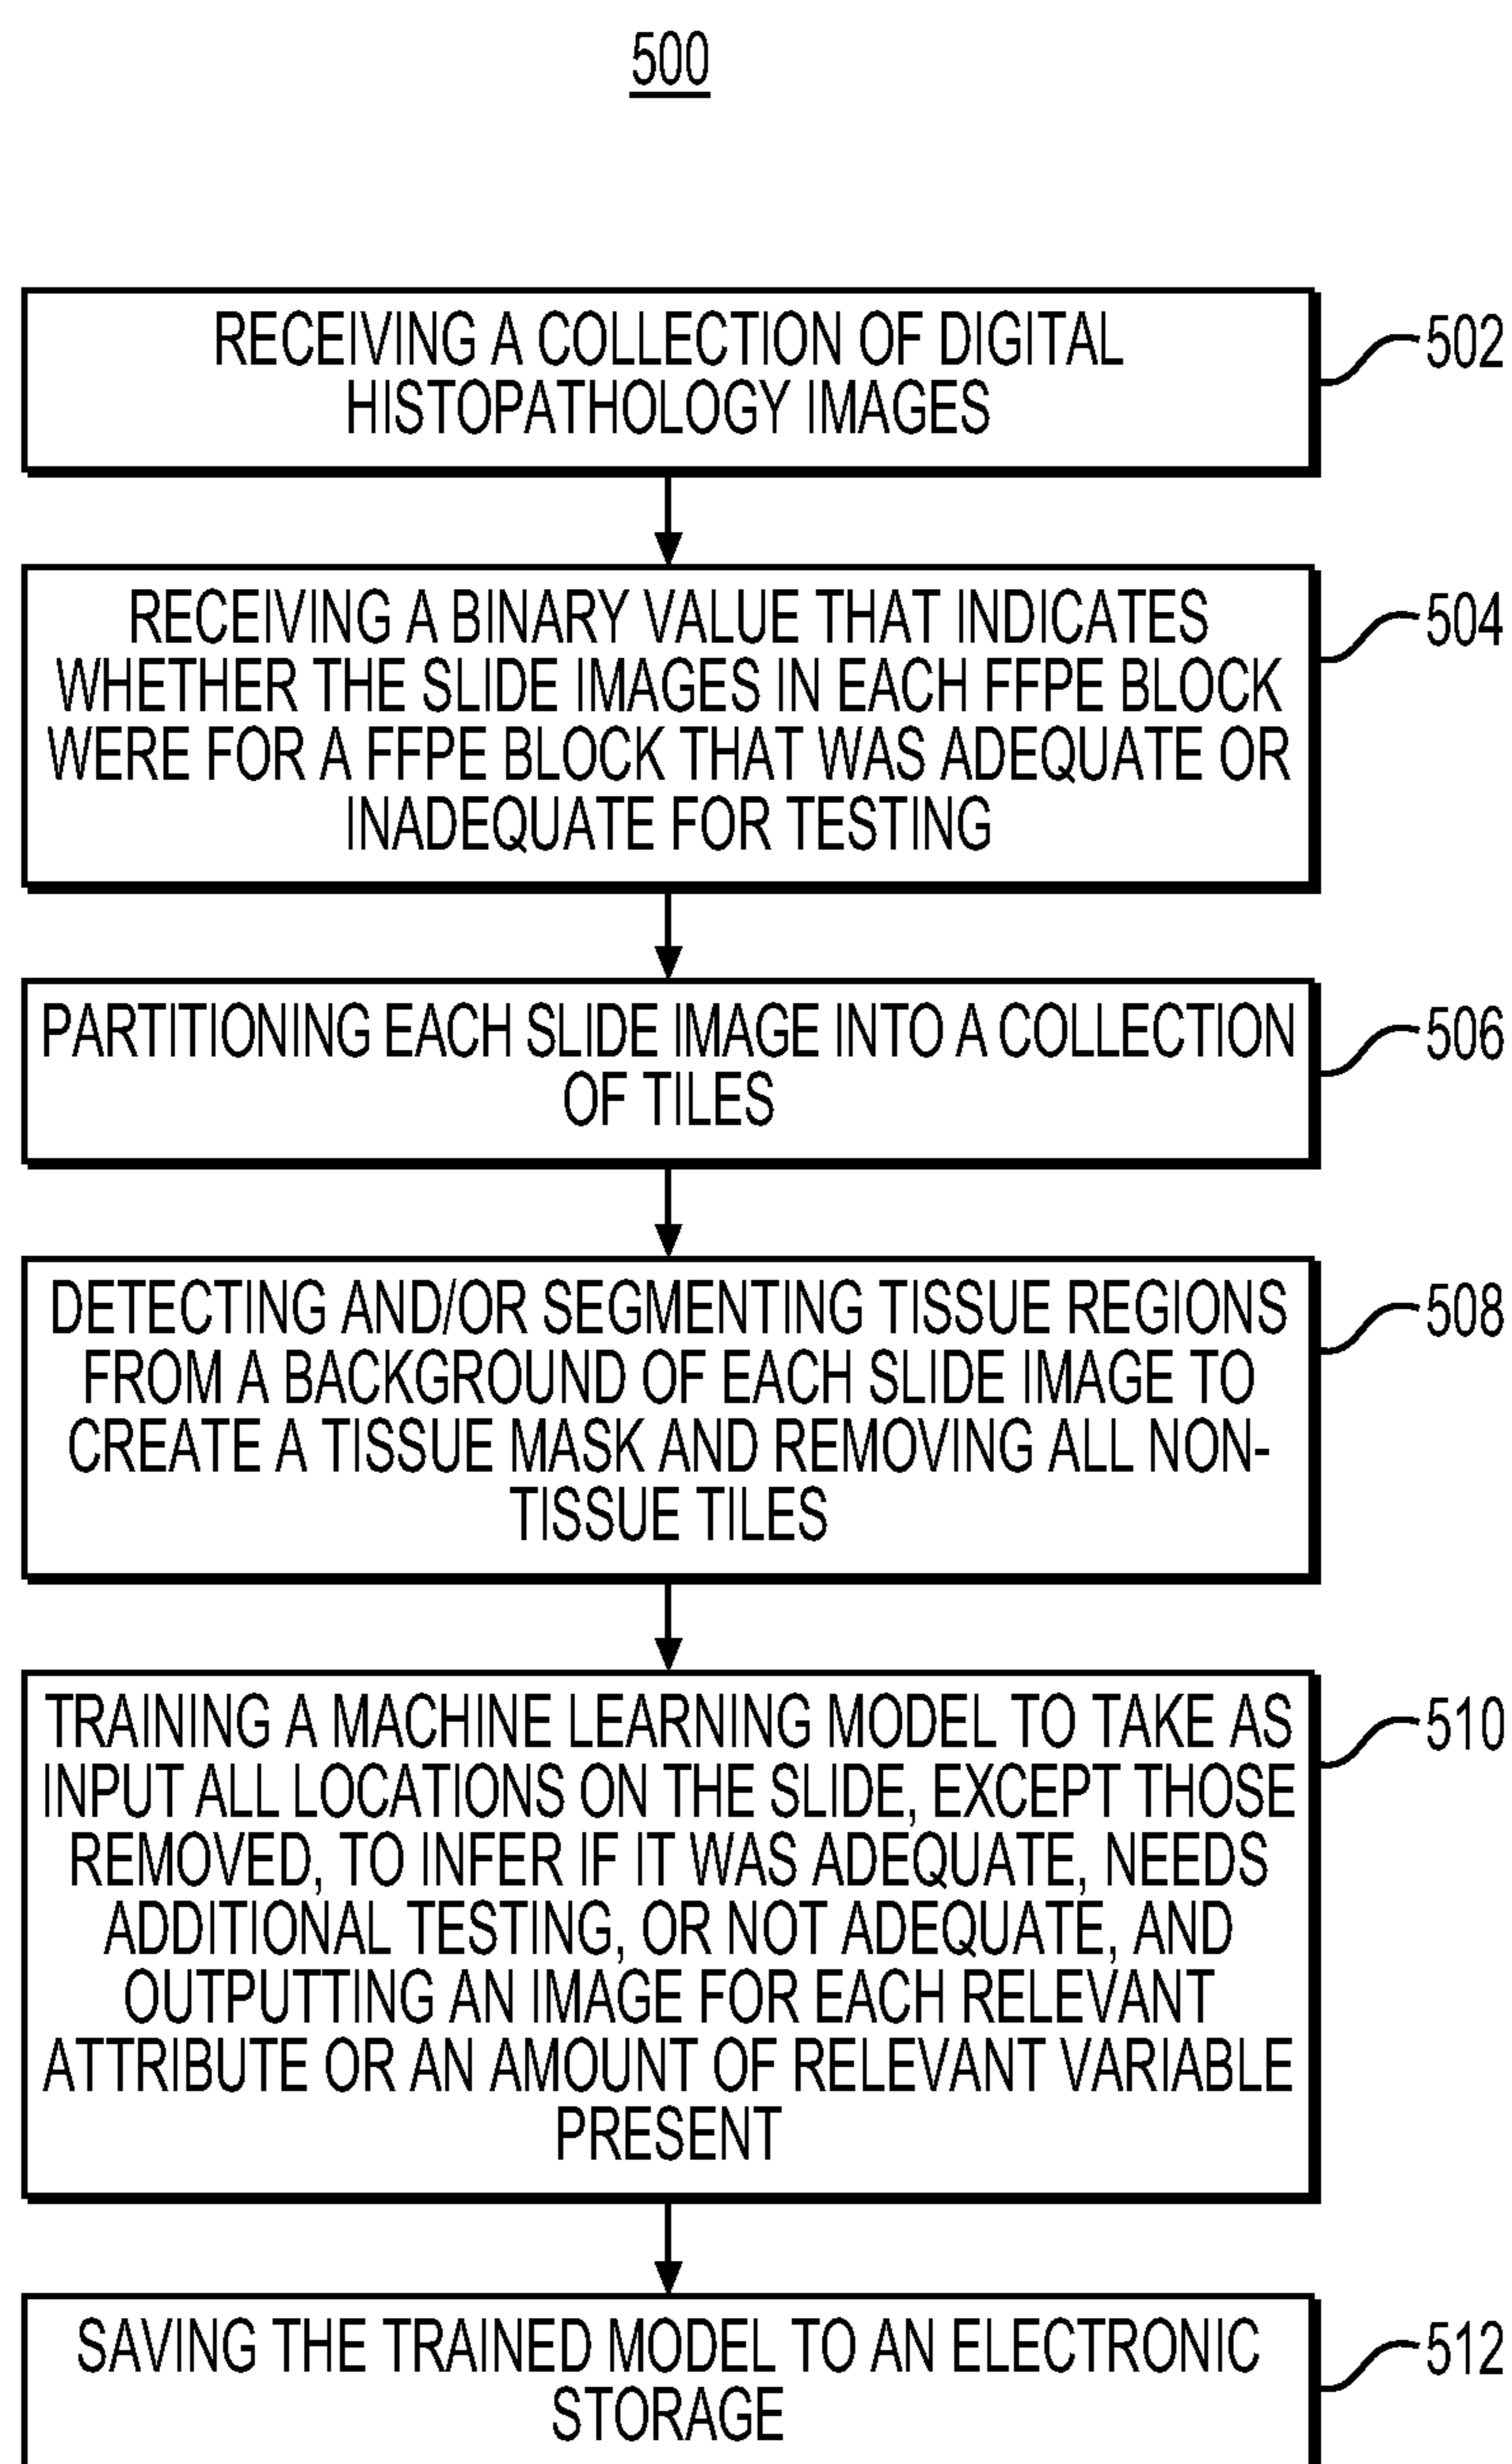 500
RECEIVING A COLLECTION OF DIGITAL
HISTOPATHOLOGY IMAGES
502
RECEIVING A BINARY VALUE THAT INDICATES
WHETHER THE SLIDE IMAGES IN EACH FFPE BLOCK
WERE FOR A FFPE BLOCK THAT WAS ADEQUATE OR
INADEQUATE FOR TESTING
504
PARTITIONING EACH SLIDE IMAGE INTO A COLLECTION
OF TILES
506
DETECTING AND/OR SEGMENTING TISSUE REGIONS
FROM A BACKGROUND OF EACH SLIDE IMAGE TO
CREATE A TISSUE MASK AND REMOVING ALL NON-
TISSUE TILES
508
TRAINING A MACHINE LEARNING MODEL TO TAKE AS
INPUT ALL LOCATIONS ON THE SLIDE, EXCEPT THOSE
REMOVED, TO INFER IF IT WAS ADEQUATE, NEEDS
ADDITIONAL TESTING, OR NOT ADEQUATE, AND
OUTPUTTING AN IMAGE FOR EACH RELEVANT
ATTRIBUTE OR AN AMOUNT OF RELEVANT VARIABLE
PRESENT
510
SAVING THE TRAINED MODEL TO AN ELECTRONIC
STORAGE
512